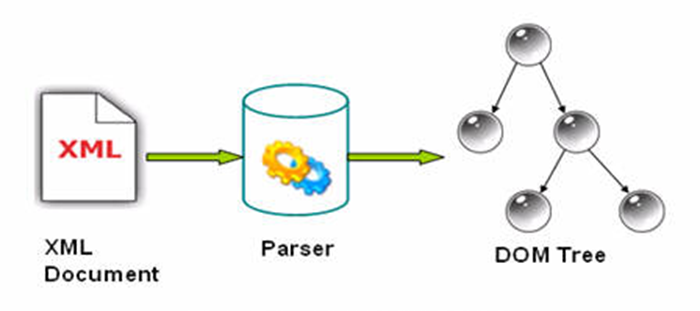 XML
XML
Document
Parser
DOM Tree